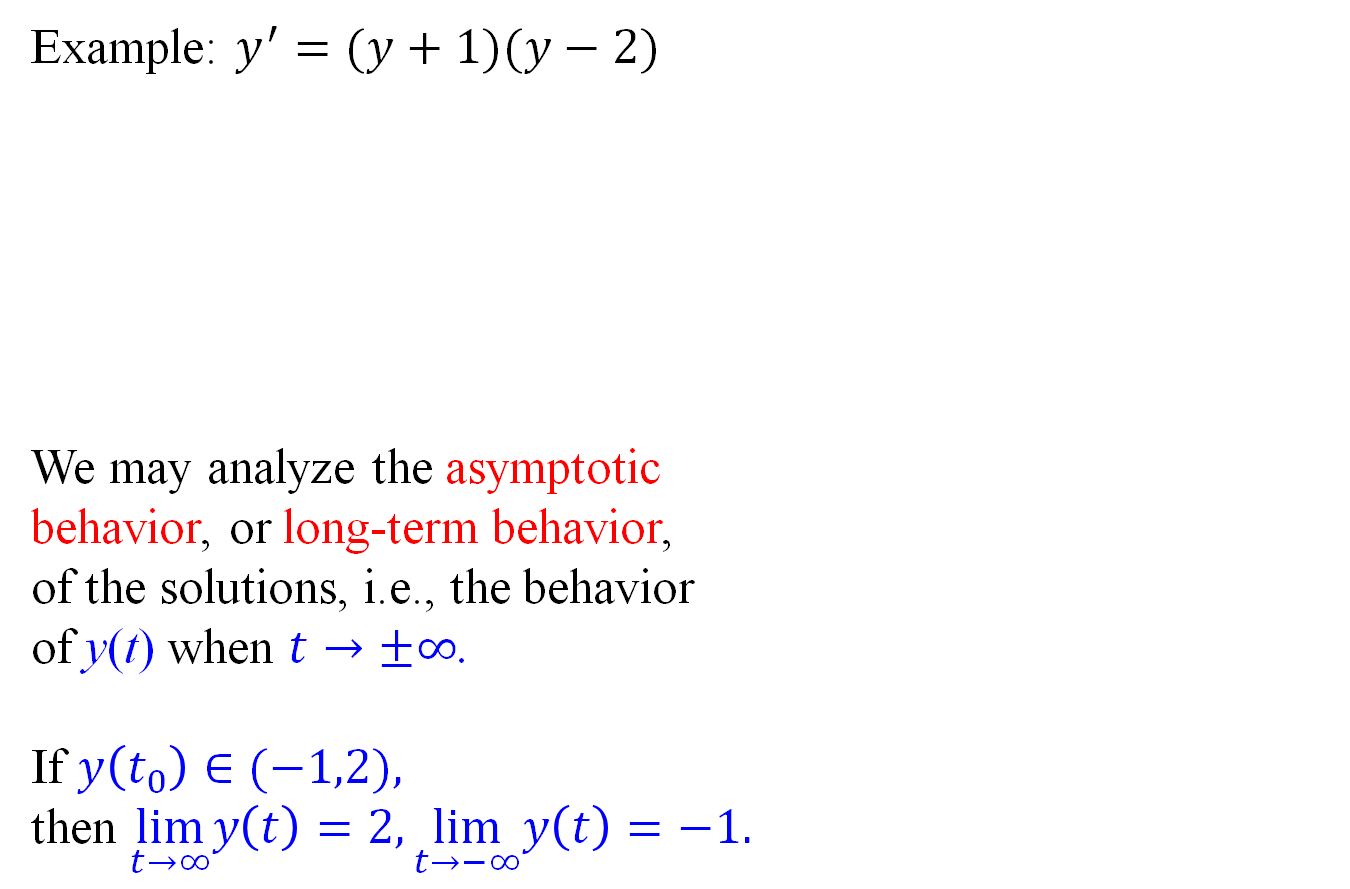 Example: y′ = (y + 1)(y − 2)
We may analyze the asymptotic
behavior, or long-term behavior,
of the solutions, i.e., the behavior
of y(t) when t → ±∞.
If y(t₀) ∈ (−1,2),
then lim_{t→∞} y(t) = 2, lim_{t→−∞} y(t) = −1.